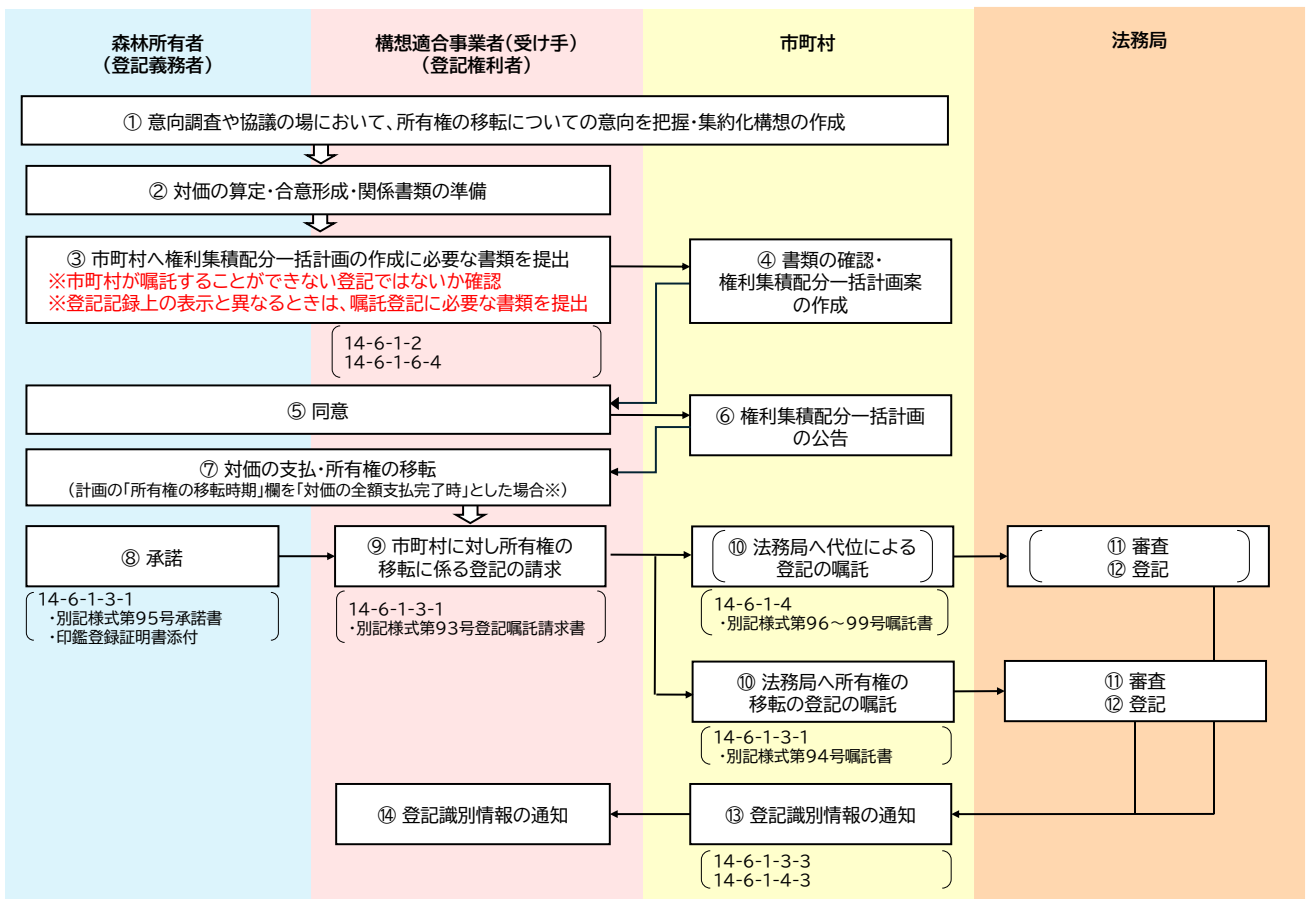 森林所有者
（登記義務者）
構想適合事業者（受け手）
（登記権利者）
市町村
法務局
① 意向調査や協議の場において、所有権の移転についての意向を把握・集約化構想の作成
② 対価の算定・合意形成・関係書類の準備
③ 市町村へ権利集積配分一括計画の作成に必要な書類を提出
※市町村が嘱託することができない登記ではないか確認
※登記記録上の表示と異なるときは、嘱託登記に必要な書類を提出
④ 書類の確認・
権利集積配分一括計画案
の作成
14-6-1-2
14-6-1-6-4
⑤ 同意
⑥ 権利集積配分一括計画
の公告
⑦ 対価の支払・所有権の移転
（計画の「所有権の移転時期」欄を「対価の全額支払完了時」とした場合※）
⑧ 承諾
⑨ 市町村に対し所有権の
移転に係る登記の請求
⑩ 法務局へ代位による
登記の嘱託
⑪ 審査
⑫ 登記
14-6-1-3-1
・別記様式第95号承諾書
・印鑑登録証明書添付
14-6-1-3-1
・別記様式第93号登記嘱託請求書
14-6-1-4
・別記様式第96～99号嘱託書
⑩ 法務局へ所有権の
移転の登記の嘱託
⑪ 審査
⑫ 登記
14-6-1-3-1
・別記様式第94号嘱託書
⑭ 登記識別情報の通知
⑬ 登記識別情報の通知
14-6-1-3-3
14-6-1-4-3